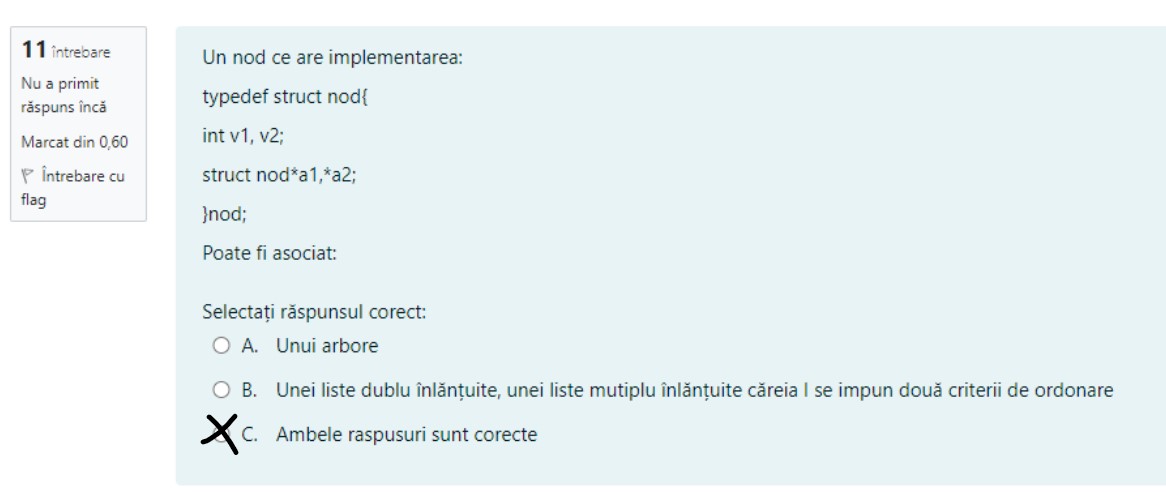 11 întrebare
Nu a primit
răspuns încă
Marcat din 0,60
Întrebare cu
flag
Un nod ce are implementarea:
typedef struct nod{
int v1, v2;
struct nod*a1,*a2;
}nod;
Poate fi asociat:
Selectați răspunsul corect:
A. Unui arbore
B. Unei liste dublu înlănțuite, unei liste mutiplu înlănțuite căreia I se impun două criterii de ordonare
C. Ambele raspusuri sunt corecte